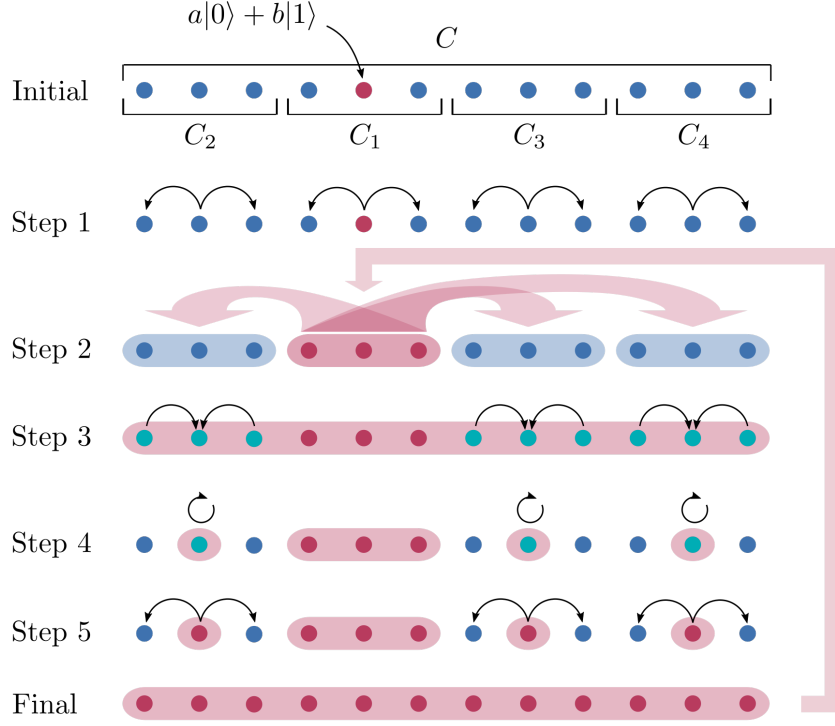 a|0⟩ + b|1⟩
C
Initial
C₂ C₁ C₃ C₄
Step 1
Step 2
Step 3
Step 4
Step 5
Final